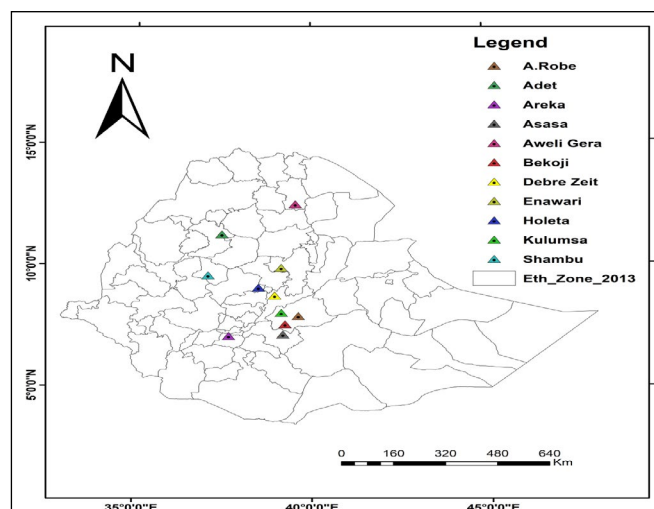 Legend
N
A.Robe
Adet
Areka
Asasa
Aweli Gera
Bekoji
Debre Zeit
Enawari
Holeta
Kulumsa
Shambu
Eth_Zone_2013
15°0'0"N
10°0'0"N
5°0'0"N
0 160 320 480 640
Km
35°0'0"E 40°0'0"E 45°0'0"E